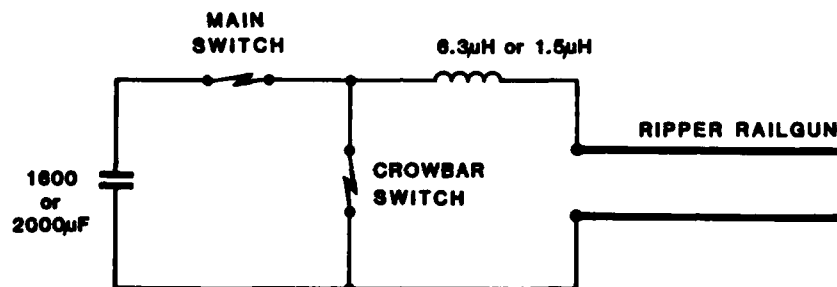 MAIN
SWITCH
6.3µH or 1.5µH
RIPPER RAILGUN
CROWBAR
SWITCH
1600
or
2000µF